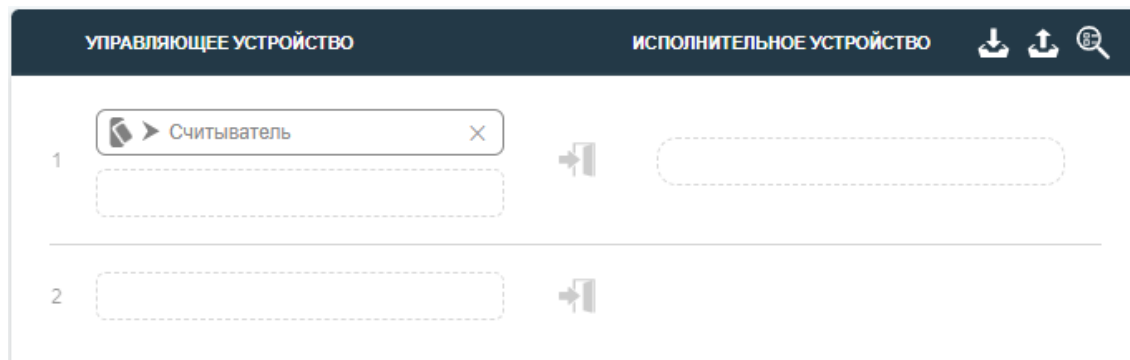 УПРАВЛЯЮЩЕЕ УСТРОЙСТВО ИСПОЛНИТЕЛЬНОЕ УСТРОЙСТВО
Считыватель
1
2